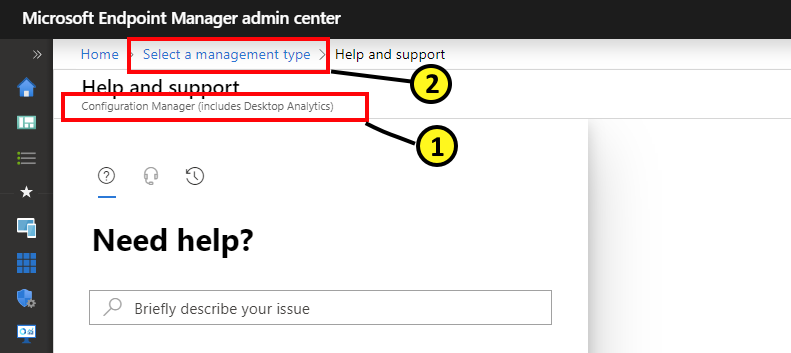 Microsoft Endpoint Manager admin center
» Home > Select a management type > Help and support
2
Help and support
Configuration Manager (includes Desktop Analytics)
1
Need help?
Briefly describe your issue